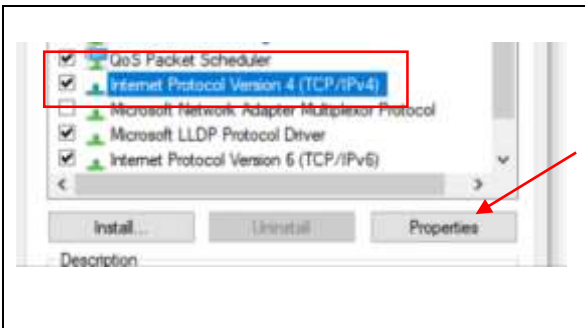 QoS Packet Scheduler
Internet Protocol Version 4 (TCP/IPv4)
Microsoft Network Adapter Multiplexor Protocol
Microsoft LLDP Protocol Driver
Internet Protocol Version 6 (TCP/IPv6)
Install... Uninstall Properties
Description